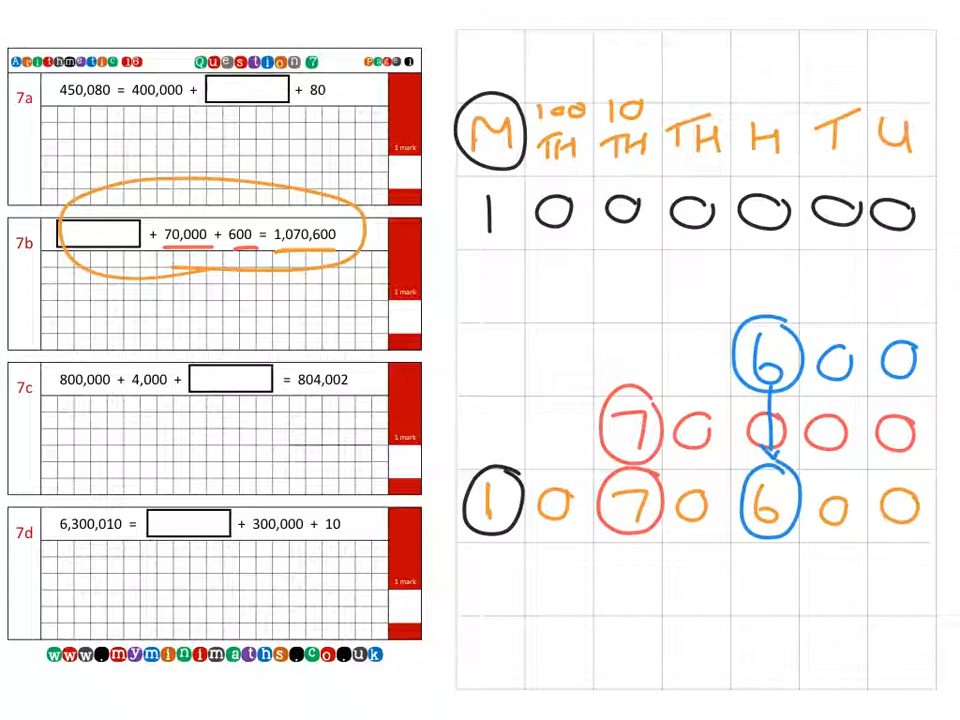 Arithmetic 18 Question 7 Page 1
7a 450,080 = 400,000 + + 80
1 mark
7b + 70,000 + 600 = 1,070,600
1 mark
7c 800,000 + 4,000 + = 804,002
1 mark
7d 6,300,010 = + 300,000 + 10
1 mark
www.myminimaths.co.uk
M 100 TH 10 TH TH H T U
1 0 0 0 0 0 0
6 0 0
7 0 0 0 0
1 0 7 0 6 0 0